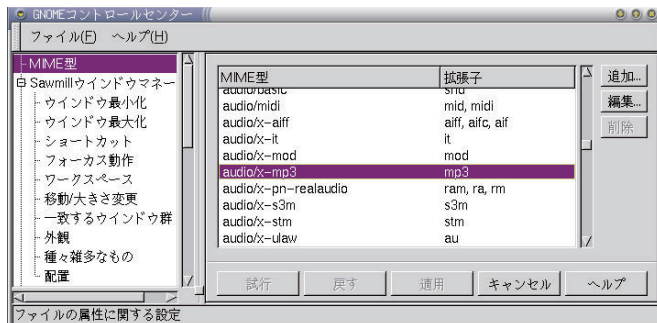 GNOMEコントロールセンター
ファイル(F) ヘルプ(H)
MIME型
Sawmillウインドウマネー
ウインドウ最小化
ウインドウ最大化
ショートカット
フォーカス動作
ワークスペース
移動/大きさ変更
一致するウインドウ群
外観
種々雑多なもの
配置
MIME型 拡張子
audio/basic snd
audio/midi mid, midi
audio/x-aiff aiff, aifc, aif
audio/x-it it
audio/x-mod mod
audio/x-mp3 mp3
audio/x-pn-realaudio ram, ra, rm
audio/x-s3m s3m
audio/x-stm stm
audio/x-ulaw au
追加...
編集...
削除
試行 戻す 適用 キャンセル ヘルプ
ファイルの属性に関する設定